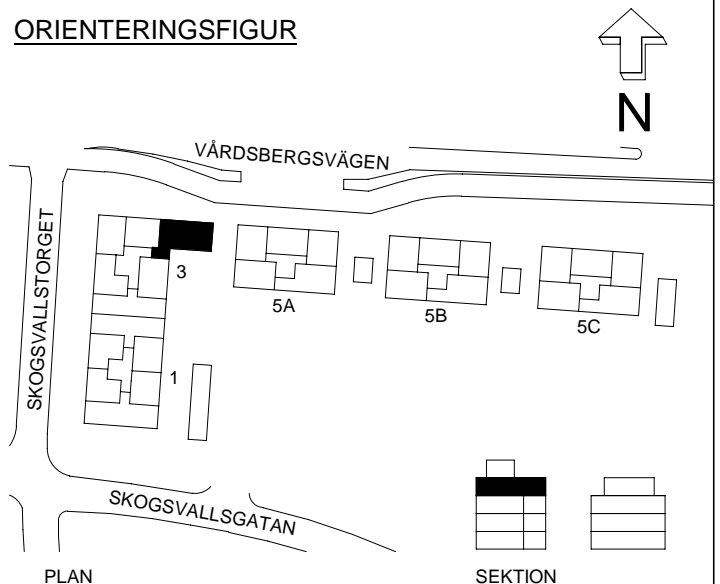 ORIENTERINGSFIGUR
N
VÅRDSBERGSVÄGEN
SKOGSVALLSTORGET
3
5A
5B
5C
1
SKOGSVALLSGATAN
PLAN
SEKTION